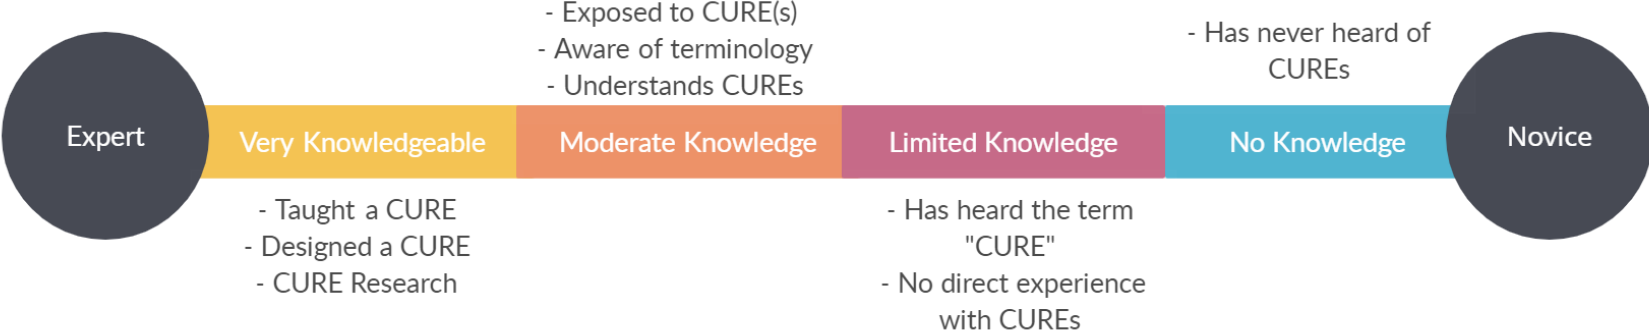 - Exposed to CURE(s)
- Aware of terminology
- Understands CUREs
- Has never heard of
CUREs
Expert
Very Knowledgeable
Moderate Knowledge
Limited Knowledge
No Knowledge
Novice
- Taught a CURE
- Designed a CURE
- CURE Research
- Has heard the term
"CURE"
- No direct experience
with CUREs